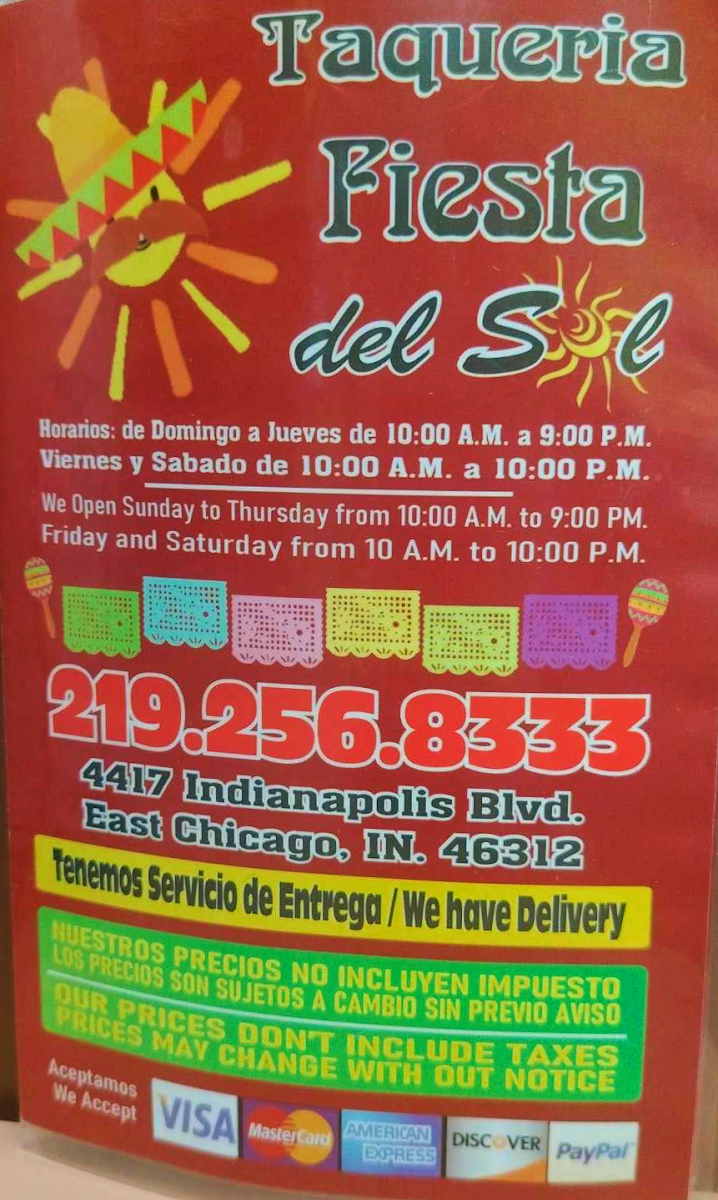 Taqueria
Fiesta
del Sol
Horarios: de Domingo a Jueves de 10:00 A.M. a 9:00 P.M.
Viernes y Sabado de 10:00 A.M. a 10:00 P.M.
We Open Sunday to Thursday from 10:00 A.M. to 9:00 PM.
Friday and Saturday from 10 A.M. to 10:00 P.M.
219.256.8333
4417 Indianapolis Blvd.
East Chicago, IN. 46312
Tenemos Servicio de Entrega / We have Delivery
NUESTROS PRECIOS NO INCLUYEN IMPUESTO
LOS PRECIOS SON SUJETOS A CAMBIO SIN PREVIO AVISO
OUR PRICES DON'T INCLUDE TAXES
PRICES MAY CHANGE WITH OUT NOTICE
Aceptamos
We Accept
VISA
MasterCard
AMERICAN
EXPRESS
DISCOVER
PayPal